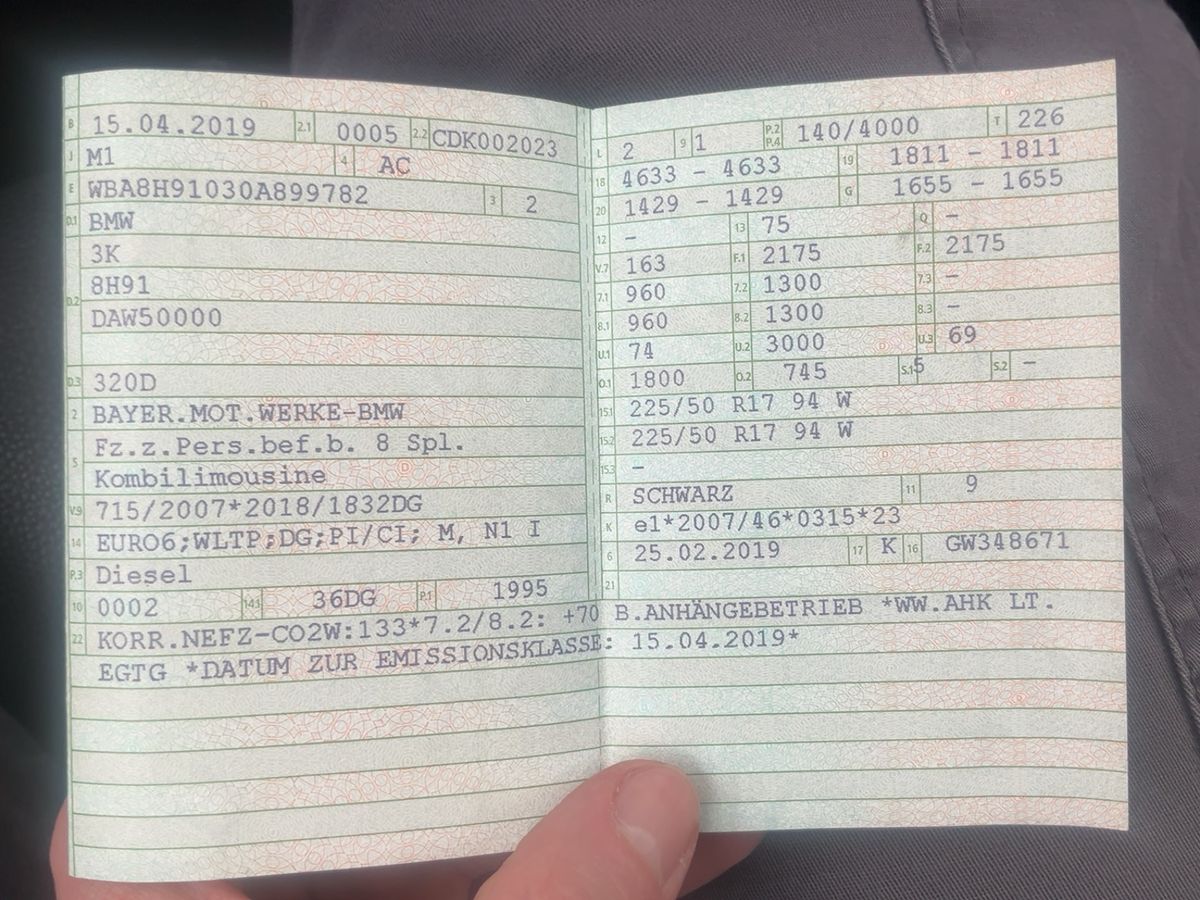 B 15.04.2019 2.1 0005 2.2 CDK002023
J M1 4 AC
E WBA8H91030A899782 3 2
D.1 BMW
3K
D.2 8H91
DAW50000
D.3 320D
2 BAYER.MOT.WERKE-BMW
5 Fz.z.Pers.bef.b. 8 Spl.
Kombilimousine
V.9 715/2007*2018/1832DG
14 EURO6;WLTP;DG;PI/CI; M, N1 I
P.3 Diesel
10 0002 14.1 36DG P.1 1995
L 2 9 1 P.2 P.4 140/4000 T 226
18 4633 - 4633 19 1811 - 1811
20 1429 - 1429 G 1655 - 1655
12 - 13 75 Q -
V.7 163 F.1 2175 F.2 2175
7.1 960 7.2 1300 7.3 -
8.1 960 8.2 1300 8.3 -
U.1 74 U.2 3000 U.3 69
O.1 1800 O.2 745 S.1 5 S.2 -
15.1 225/50 R17 94 W
15.2 225/50 R17 94 W
15.3 -
R SCHWARZ 11 9
K e1*2007/46*0315*23
6 25.02.2019 17 K 16 GW348671
21
22 KORR.NEFZ-CO2W:133*7.2/8.2: +70 B.ANHÄNGEBETRIEB *WW.AHK LT.
EGTG *DATUM ZUR EMISSIONSKLASSE: 15.04.2019*